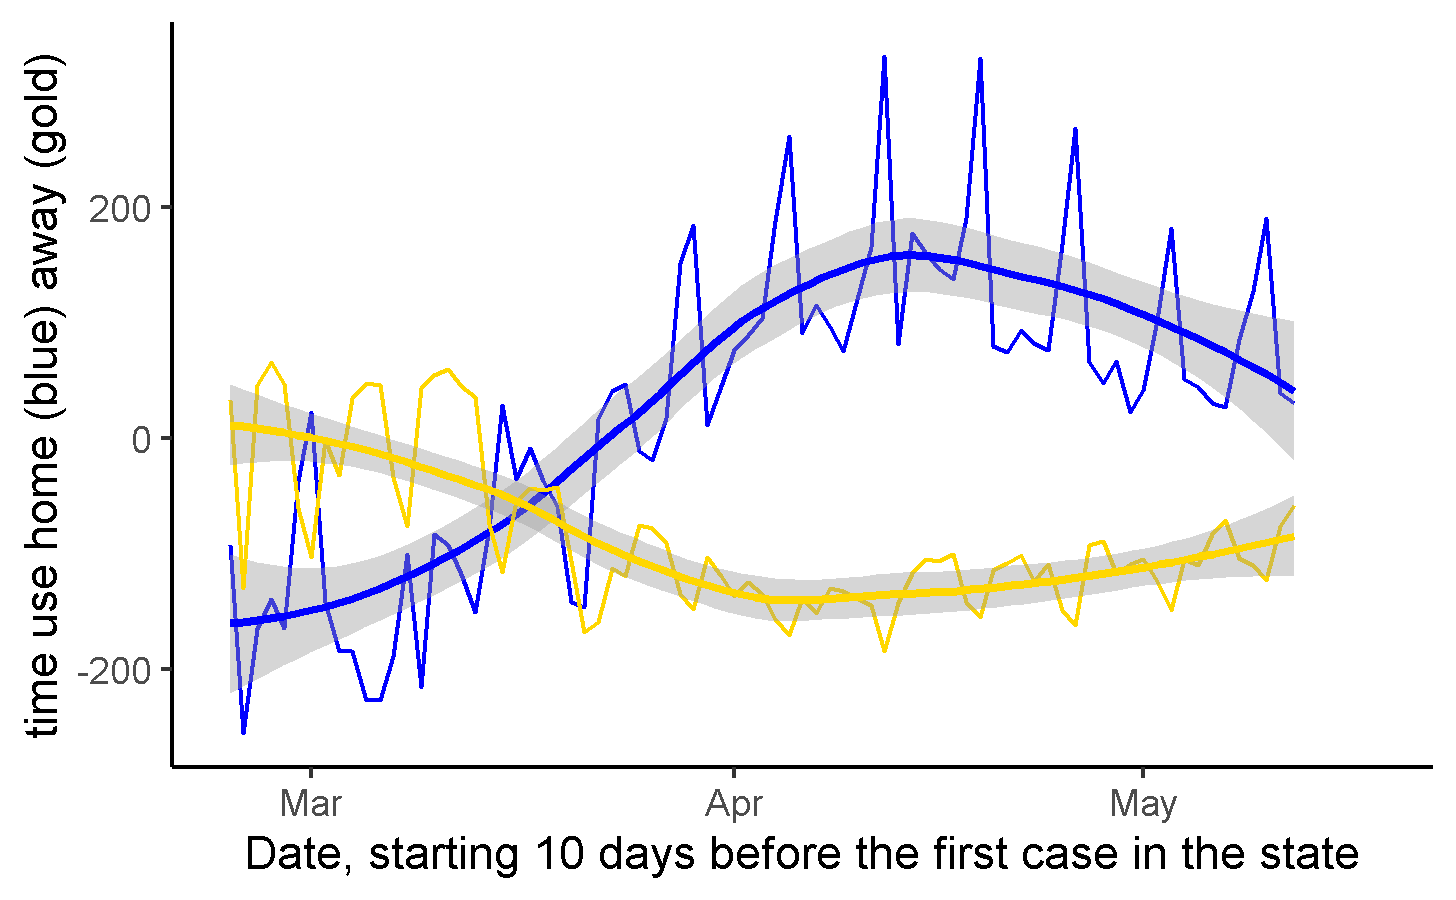 time use home (blue) away (gold)
200
0
-200
Mar
Apr
May
Date, starting 10 days before the first case in the state